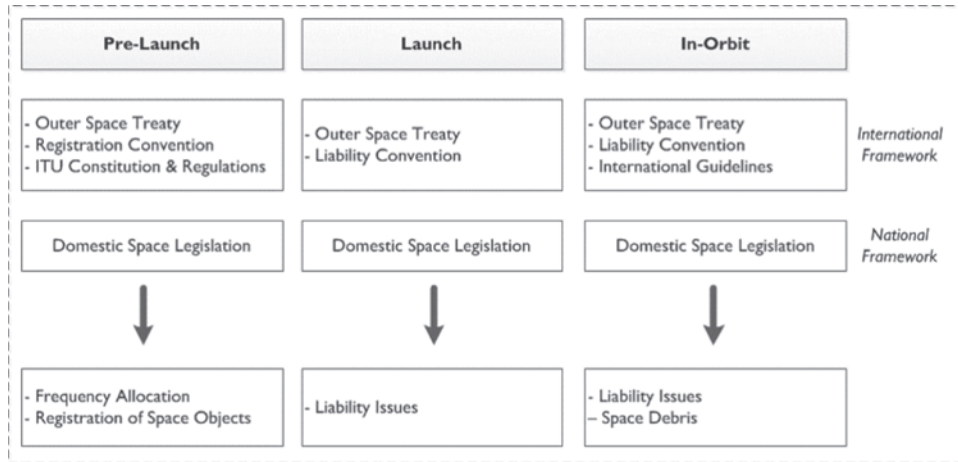 Pre-Launch
Launch
In-Orbit
- Outer Space Treaty
- Registration Convention
- ITU Constitution & Regulations
- Outer Space Treaty
- Liability Convention
- Outer Space Treaty
- Liability Convention
- International Guidelines
International
Framework
Domestic Space Legislation
Domestic Space Legislation
Domestic Space Legislation
National
Framework
- Frequency Allocation
- Registration of Space Objects
- Liability Issues
- Liability Issues
– Space Debris